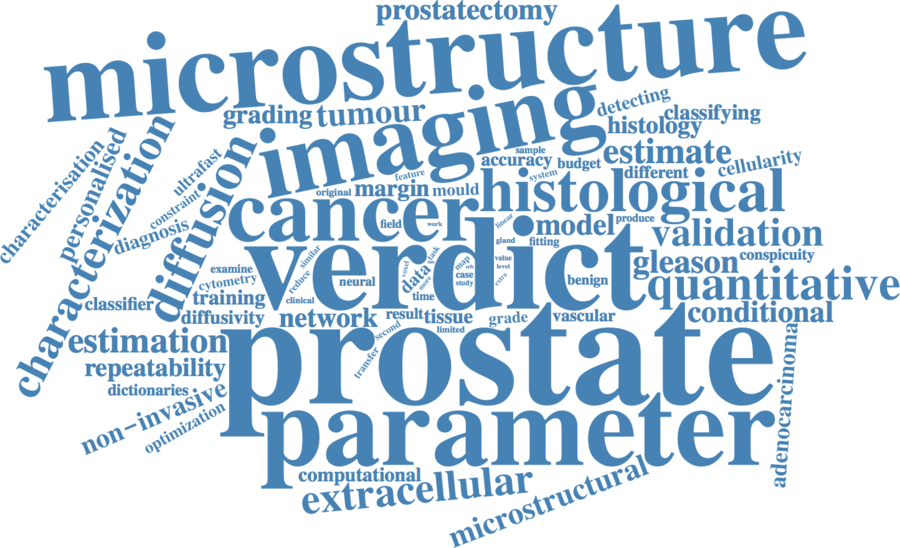 prostatectomy
microstructure
grading
tumour
imaging
detecting
classifying
histology
characterisation
personalised
characterization
ultrafast
constraint
diagnosis
diffusion
sample
accuracy
budget
estimate
feature
system
different
cellularity
original
margin
mould
histological
cancer
field
work
linear
model
produce
validation
gland
fitting
verdict
similar
examine
cytometry
reduce
neural
voxel
data
task
more
map
case
study
value
level
extra
benign
gleason
conspicuity
quantitative
classifier
training
clinical
time
diffusivity
network
result
tissue
grade
vascular
conditional
second
limited
estimation
prostate
transfer
repeatability
dictionaries
non-invasive
optimization
parameter
adenocarcinoma
computational
extracellular
microstructural